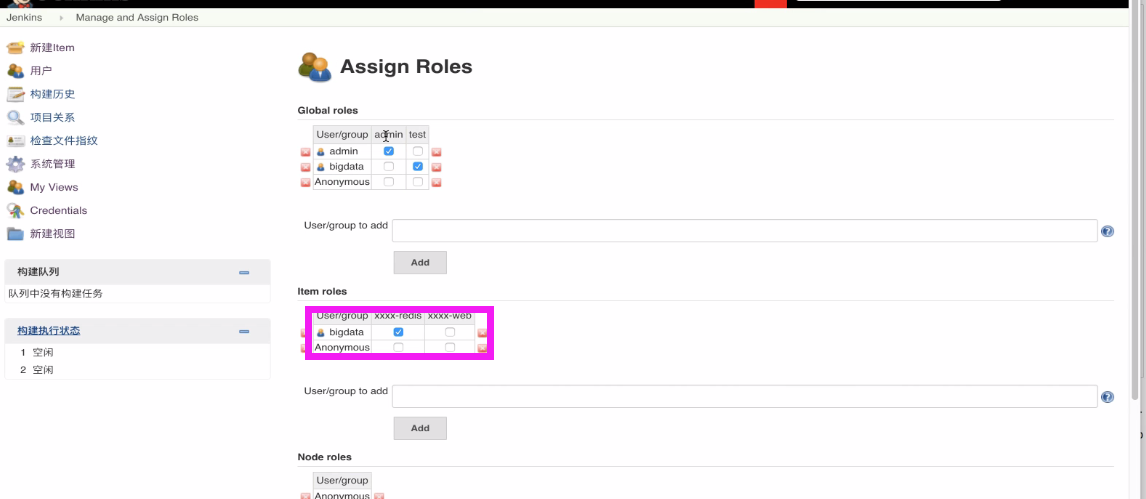 Jenkins Manage and Assign Roles
新建Item
用户
构建历史
项目关系
检查文件指纹
系统管理
My Views
Credentials
新建视图
构建队列
队列中没有构建任务
构建执行状态
1 空闲
2 空闲
Assign Roles
Global roles
User/group admin test
admin
bigdata
Anonymous
User/group to add
Add
Item roles
User/group xxxx-redis xxxx-web
bigdata
Anonymous
User/group to add
Add
Node roles
User/group
Anonymous